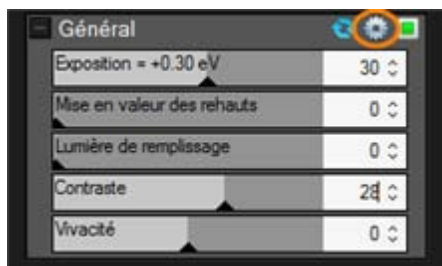 Général
Exposition = +0.30 eV 30
Mise en valeur des rehauts 0
Lumière de remplissage 0
Contraste 28
Vivacité 0